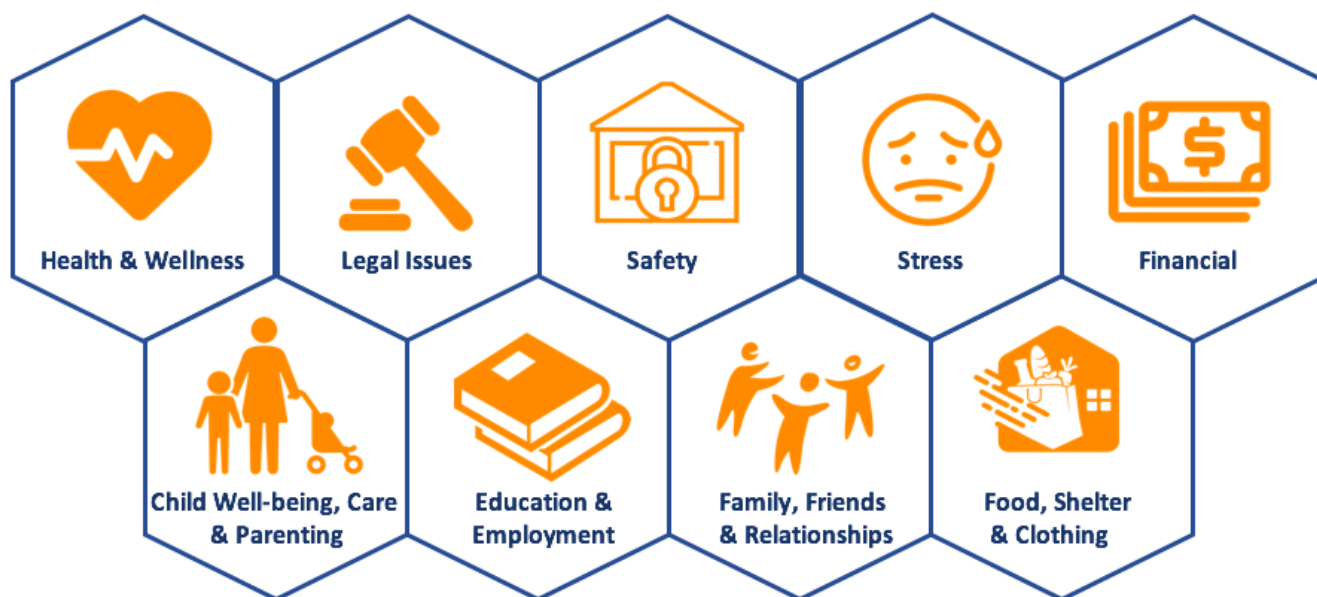 Health & Wellness
Legal Issues
Safety
Stress
$
Financial
Child Well-being, Care
& Parenting
Education &
Employment
Family, Friends
& Relationships
Food, Shelter
& Clothing